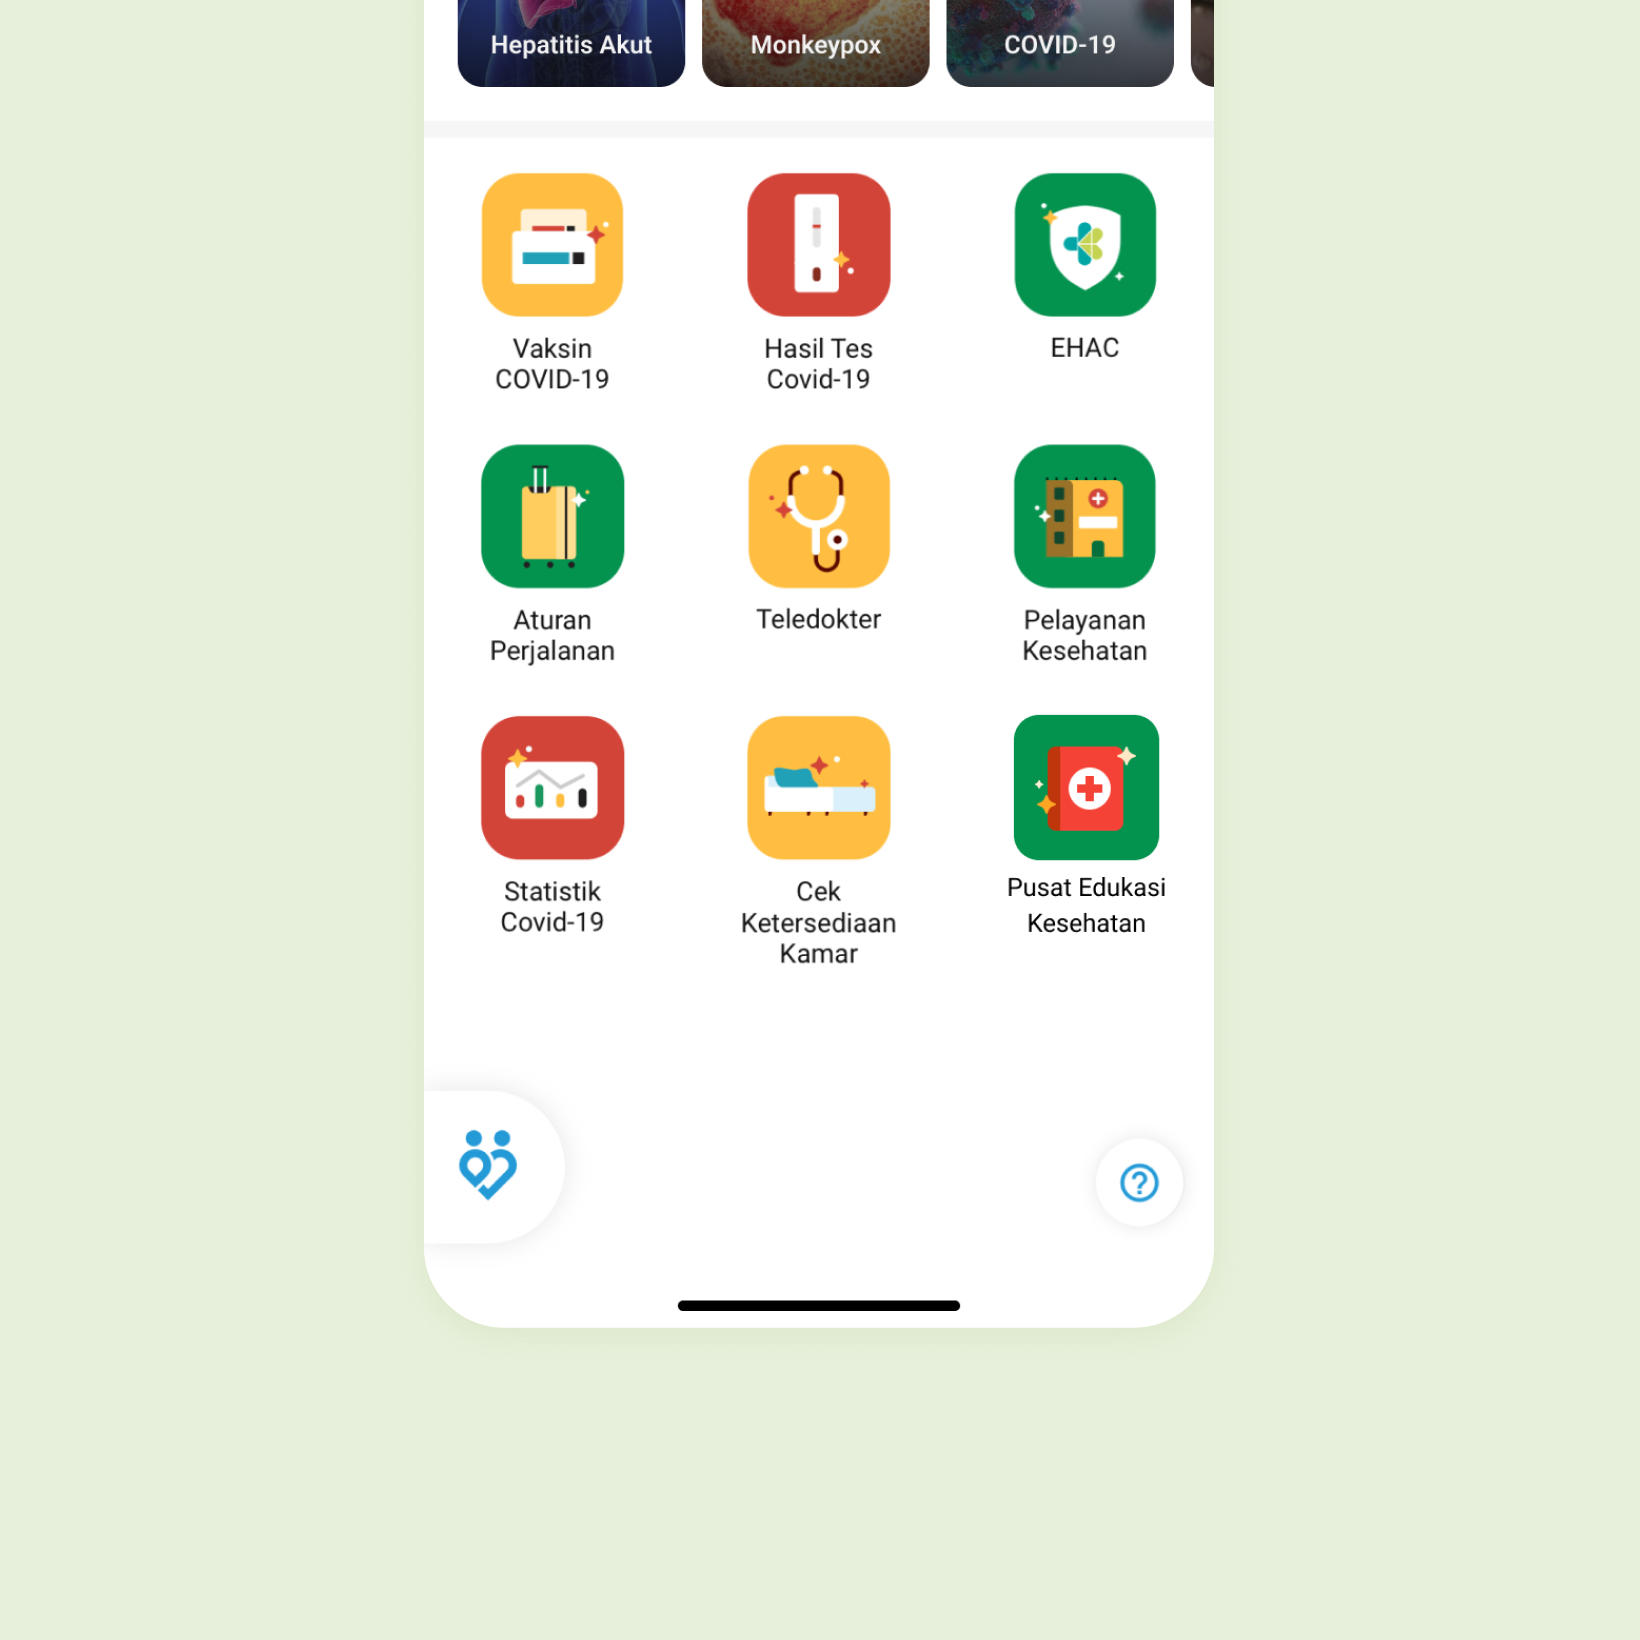 Hepatitis Akut
Monkeypox
COVID-19
Vaksin
COVID-19
Hasil Tes
Covid-19
EHAC
Aturan
Perjalanan
Teledokter
Pelayanan
Kesehatan
Statistik
Covid-19
Cek
Ketersediaan
Kamar
Pusat Edukasi
Kesehatan
?